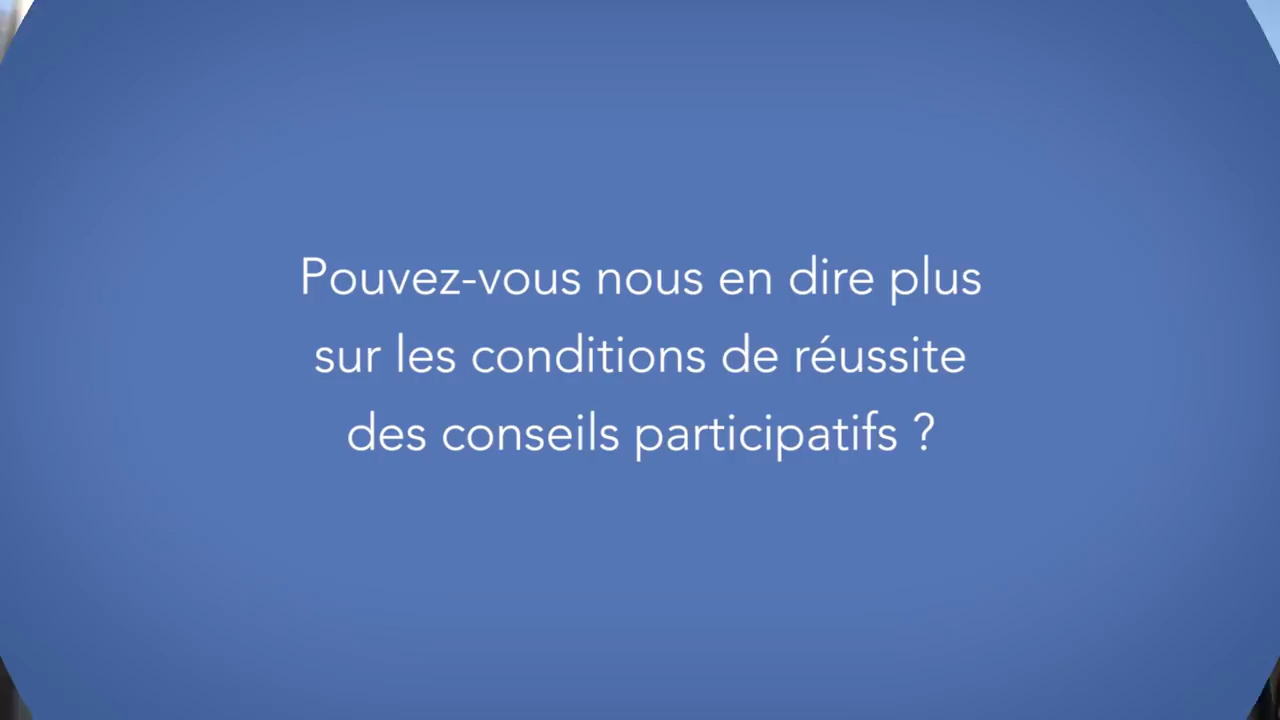 Pouvez-vous nous en dire plus
sur les conditions de réussite
des conseils participatifs ?